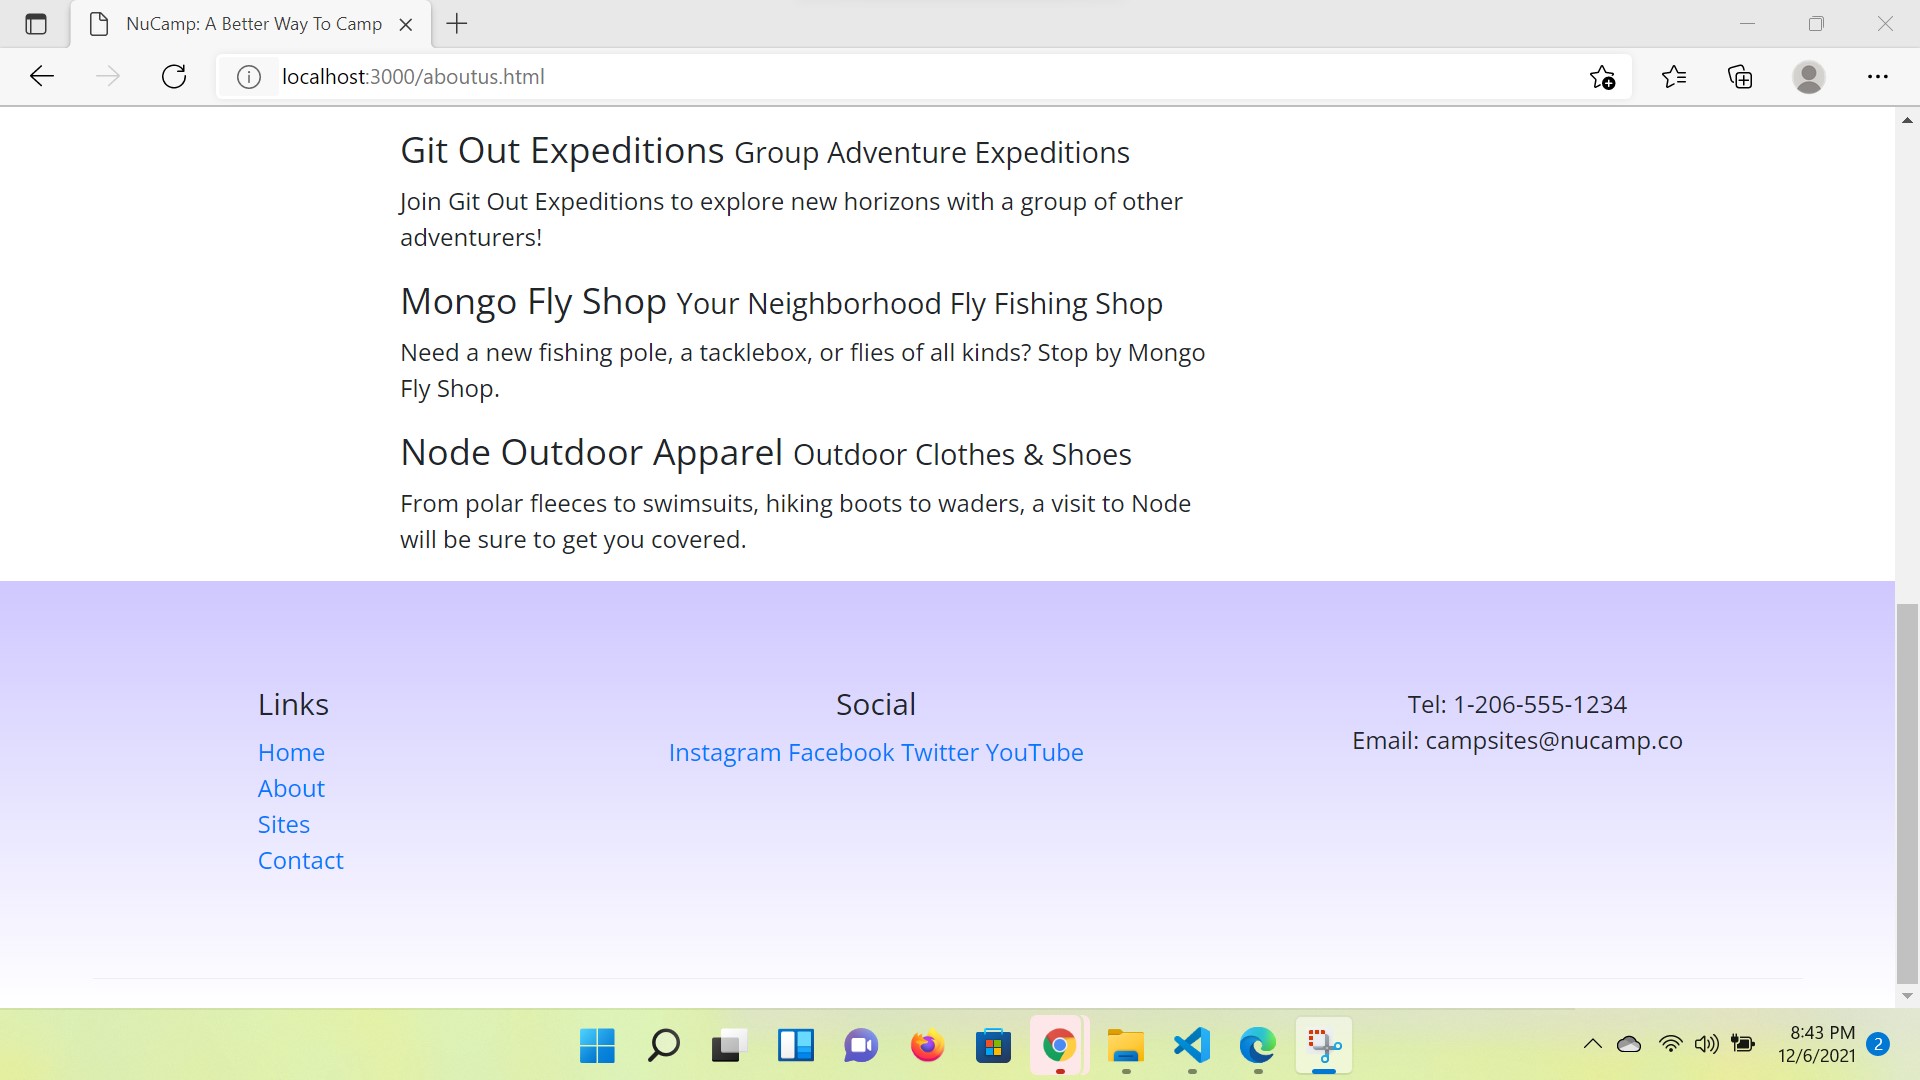 NuCamp: A Better Way To Camp
localhost:3000/aboutus.html
Git Out Expeditions Group Adventure Expeditions
Join Git Out Expeditions to explore new horizons with a group of other
adventurers!
Mongo Fly Shop Your Neighborhood Fly Fishing Shop
Need a new fishing pole, a tacklebox, or flies of all kinds? Stop by Mongo
Fly Shop.
Node Outdoor Apparel Outdoor Clothes & Shoes
From polar fleeces to swimsuits, hiking boots to waders, a visit to Node
will be sure to get you covered.
Links
Home
About
Sites
Contact
Social
Instagram Facebook Twitter YouTube
Tel: 1-206-555-1234
Email: campsites@nucamp.co
8:43 PM
12/6/2021
2